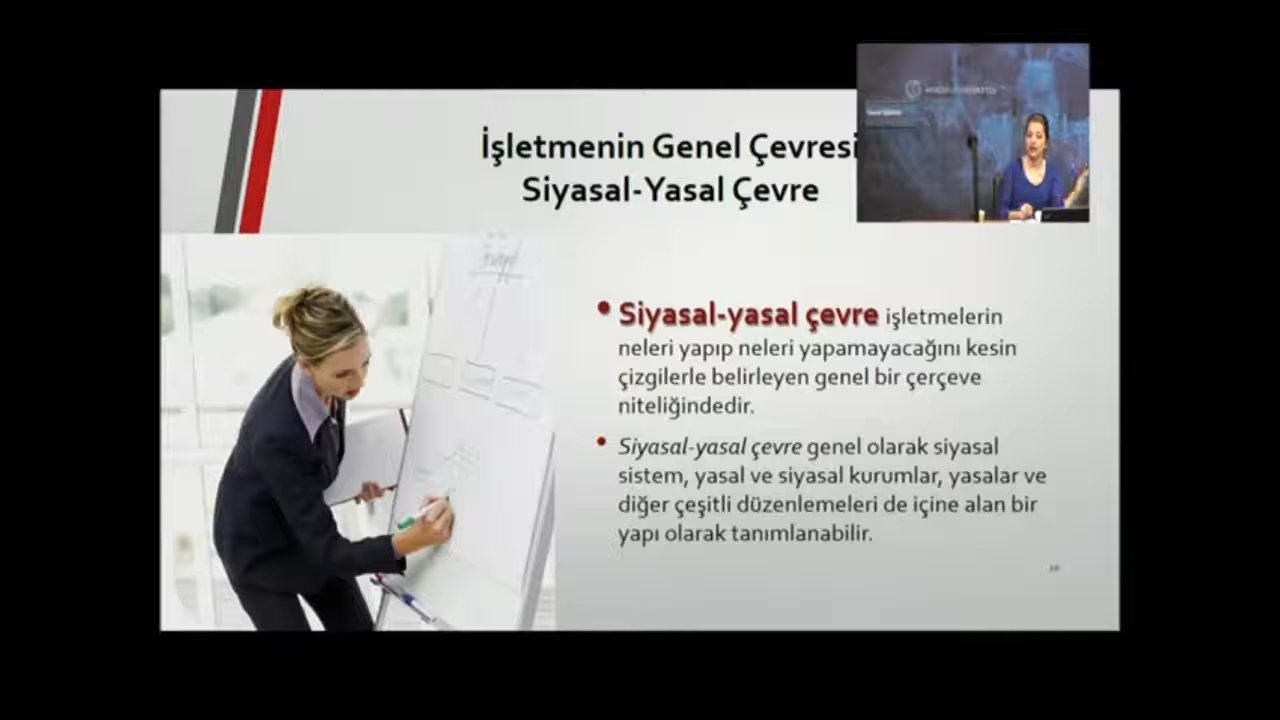 İşletmenin Genel Çevresi
Siyasal-Yasal Çevre
• Siyasal-yasal çevre işletmelerin
neleri yapıp neleri yapamayacağını kesin
çizgilerle belirleyen genel bir çerçeve
niteliğindedir.
• Siyasal-yasal çevre genel olarak siyasal
sistem, yasal ve siyasal kurumlar, yasalar ve
diğer çeşitli düzenlemeleri de içine alan bir
yapı olarak tanımlanabilir.